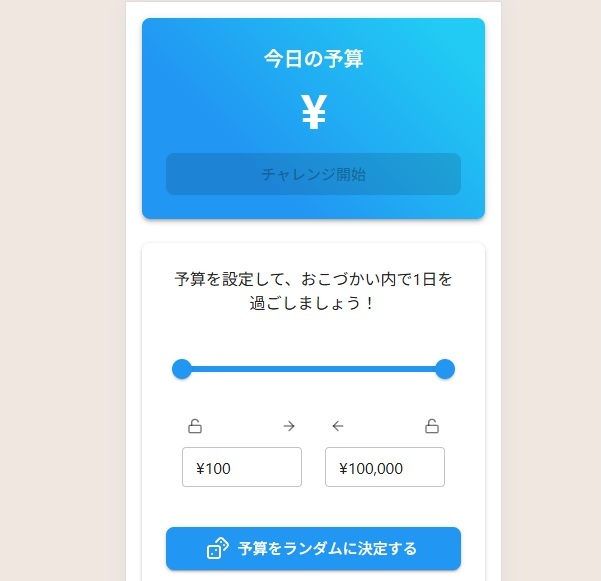 今日の予算
¥
チャレンジ開始
予算を設定して、おこづかい内で1日を
過ごしましょう！
¥100
¥100,000
予算をランダムに決定する